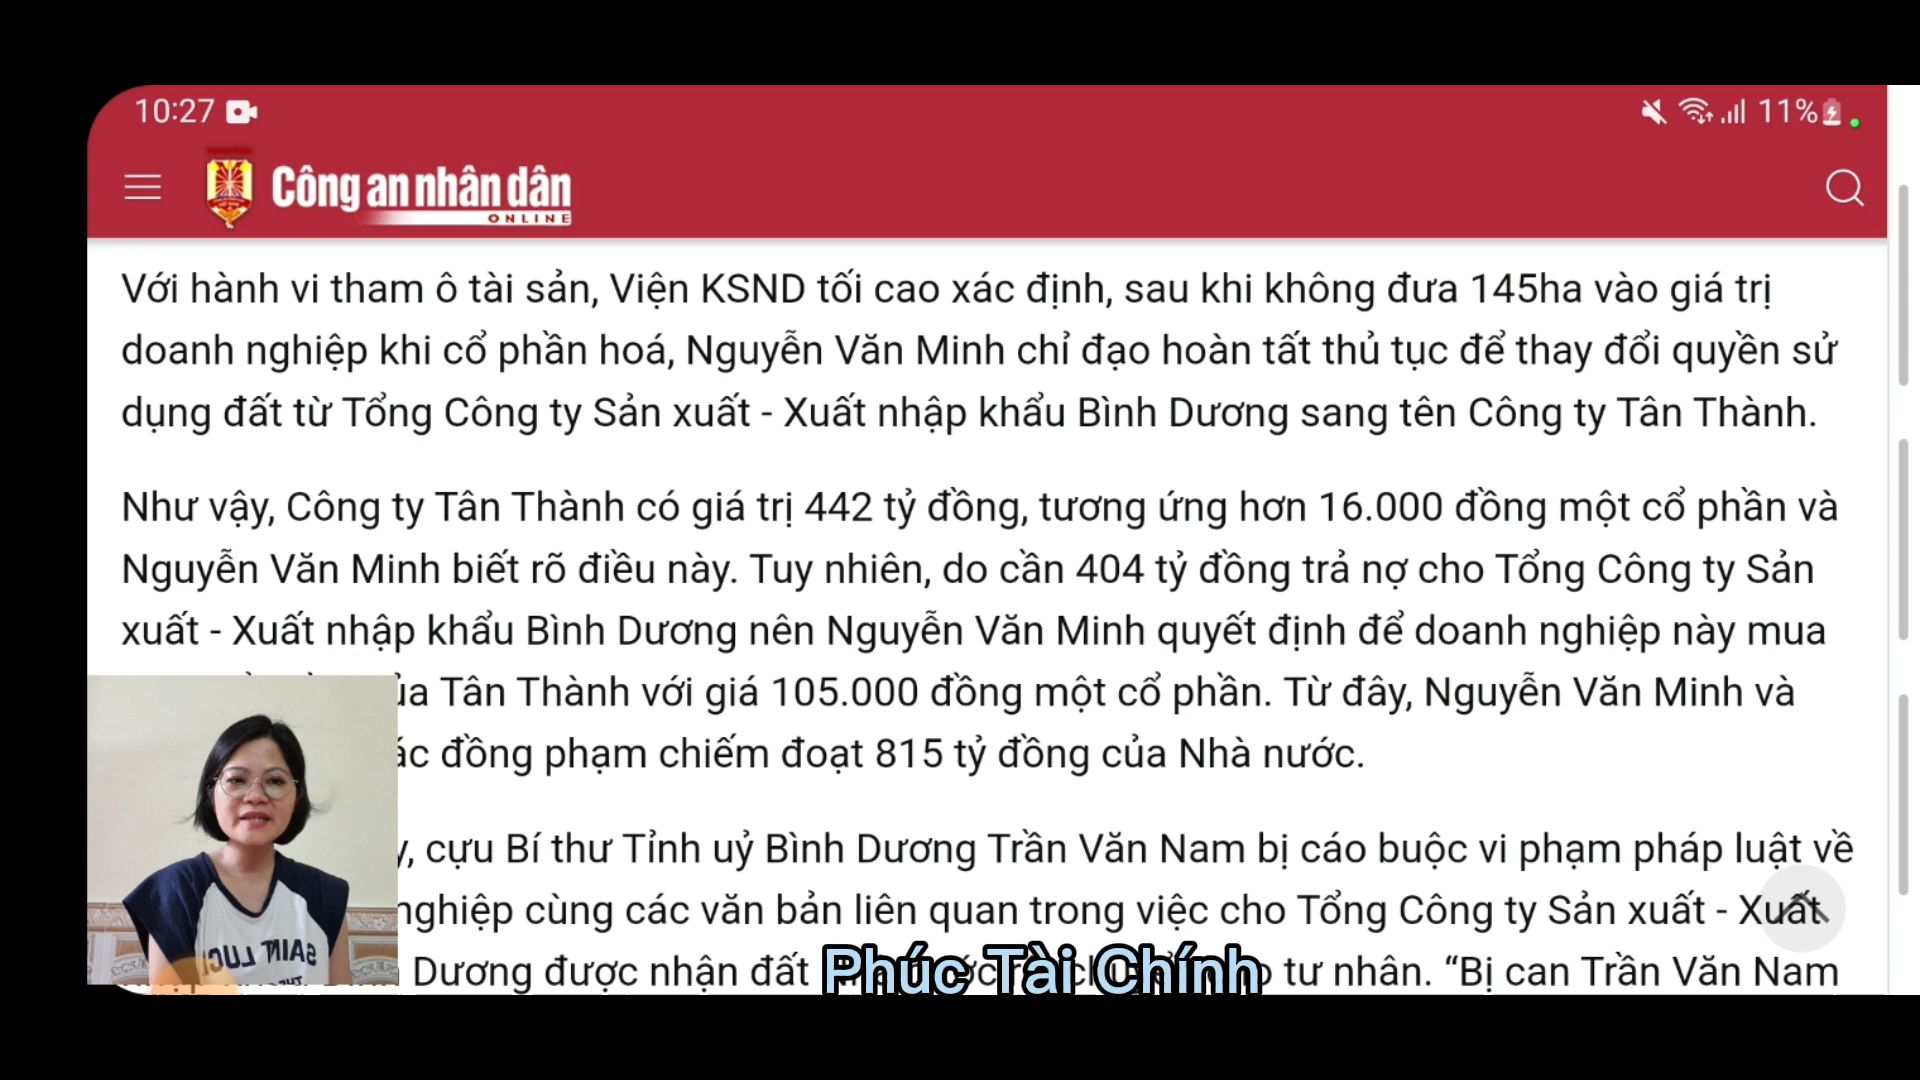 10:27
11%
Công an nhân dân
ONLINE
Với hành vi tham ô tài sản, Viện KSND tối cao xác định, sau khi không đưa 145ha vào giá trị
doanh nghiệp khi cổ phần hoá, Nguyễn Văn Minh chỉ đạo hoàn tất thủ tục để thay đổi quyền sử
dụng đất từ Tổng Công ty Sản xuất - Xuất nhập khẩu Bình Dương sang tên Công ty Tân Thành.
Như vậy, Công ty Tân Thành có giá trị 442 tỷ đồng, tương ứng hơn 16.000 đồng một cổ phần và
Nguyễn Văn Minh biết rõ điều này. Tuy nhiên, do cần 404 tỷ đồng trả nợ cho Tổng Công ty Sản
xuất - Xuất nhập khẩu Bình Dương nên Nguyễn Văn Minh quyết định để doanh nghiệp này mua
Tân Thành với giá 105.000 đồng một cổ phần. Từ đây, Nguyễn Văn Minh và
đồng phạm chiếm đoạt 815 tỷ đồng của Nhà nước.
cựu Bí thư Tỉnh uỷ Bình Dương Trần Văn Nam bị cáo buộc vi phạm pháp luật về
cùng các văn bản liên quan trong việc cho Tổng Công ty Sản xuất - Xuất
Dương được nhận đất tư nhân. “Bị can Trần Văn Nam
Phúc Tài Chính
SAINT LUCI